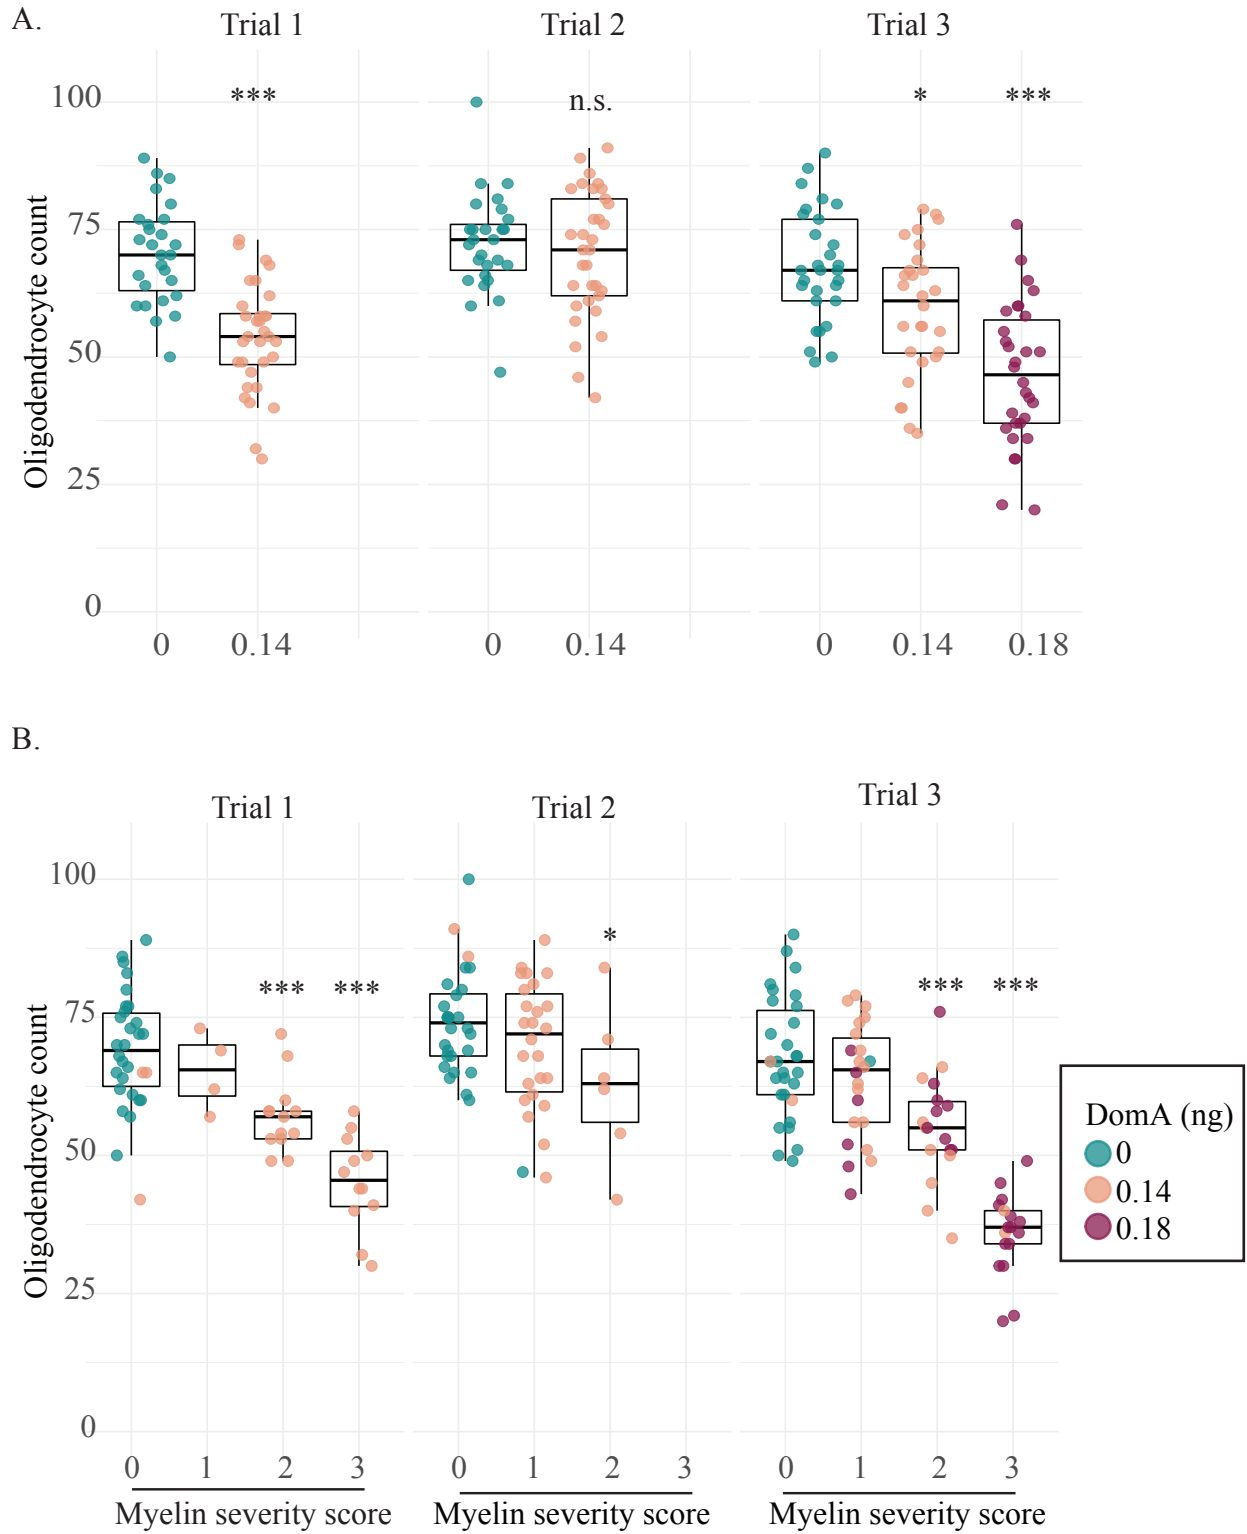 A.
Trial 1 Trial 2 Trial 3
*** n.s. * ***
100
75
50
25
0
Oligodendrocyte count
0 0.14 0 0.14 0 0.14 0.18
B.
Trial 1 Trial 2 Trial 3
100
75
50
25
0
Oligodendrocyte count
*** *** * *** ***
0 1 2 3 0 1 2 3 0 1 2 3
Myelin severity score Myelin severity score Myelin severity score
DomA (ng)
0
0.14
0.18